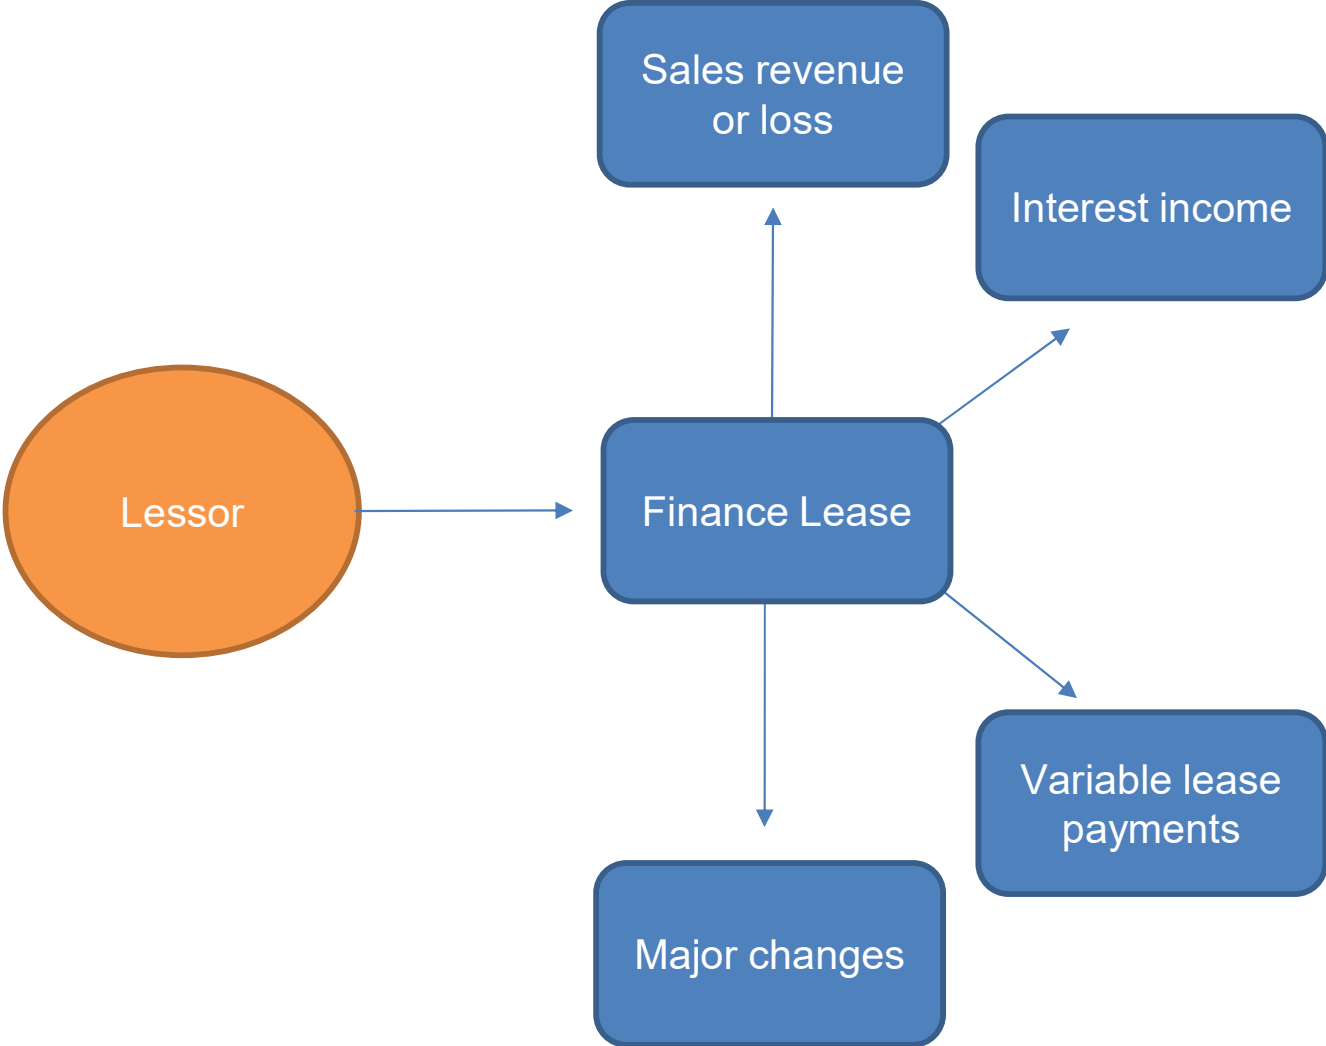 Sales revenue
or loss
Interest income
Lessor
Finance Lease
Variable lease
payments
Major changes